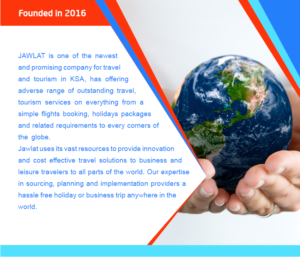 Founded in 2016
JAWLAT is one of the newest
and promising company for travel
and tourism in KSA, has offering
adverse range of outstanding travel,
tourism services on everything from a
simple flights booking, holidays packages
and related requirements to every corners of
the globe.
Jawlat uses its vast resources to provide innovation
and cost effective travel solutions to business and
leisure travelers to all parts of the world. Our expertise
in sourcing, planning and implementation providers a
hassle free holiday or business trip anywhere in the
world.